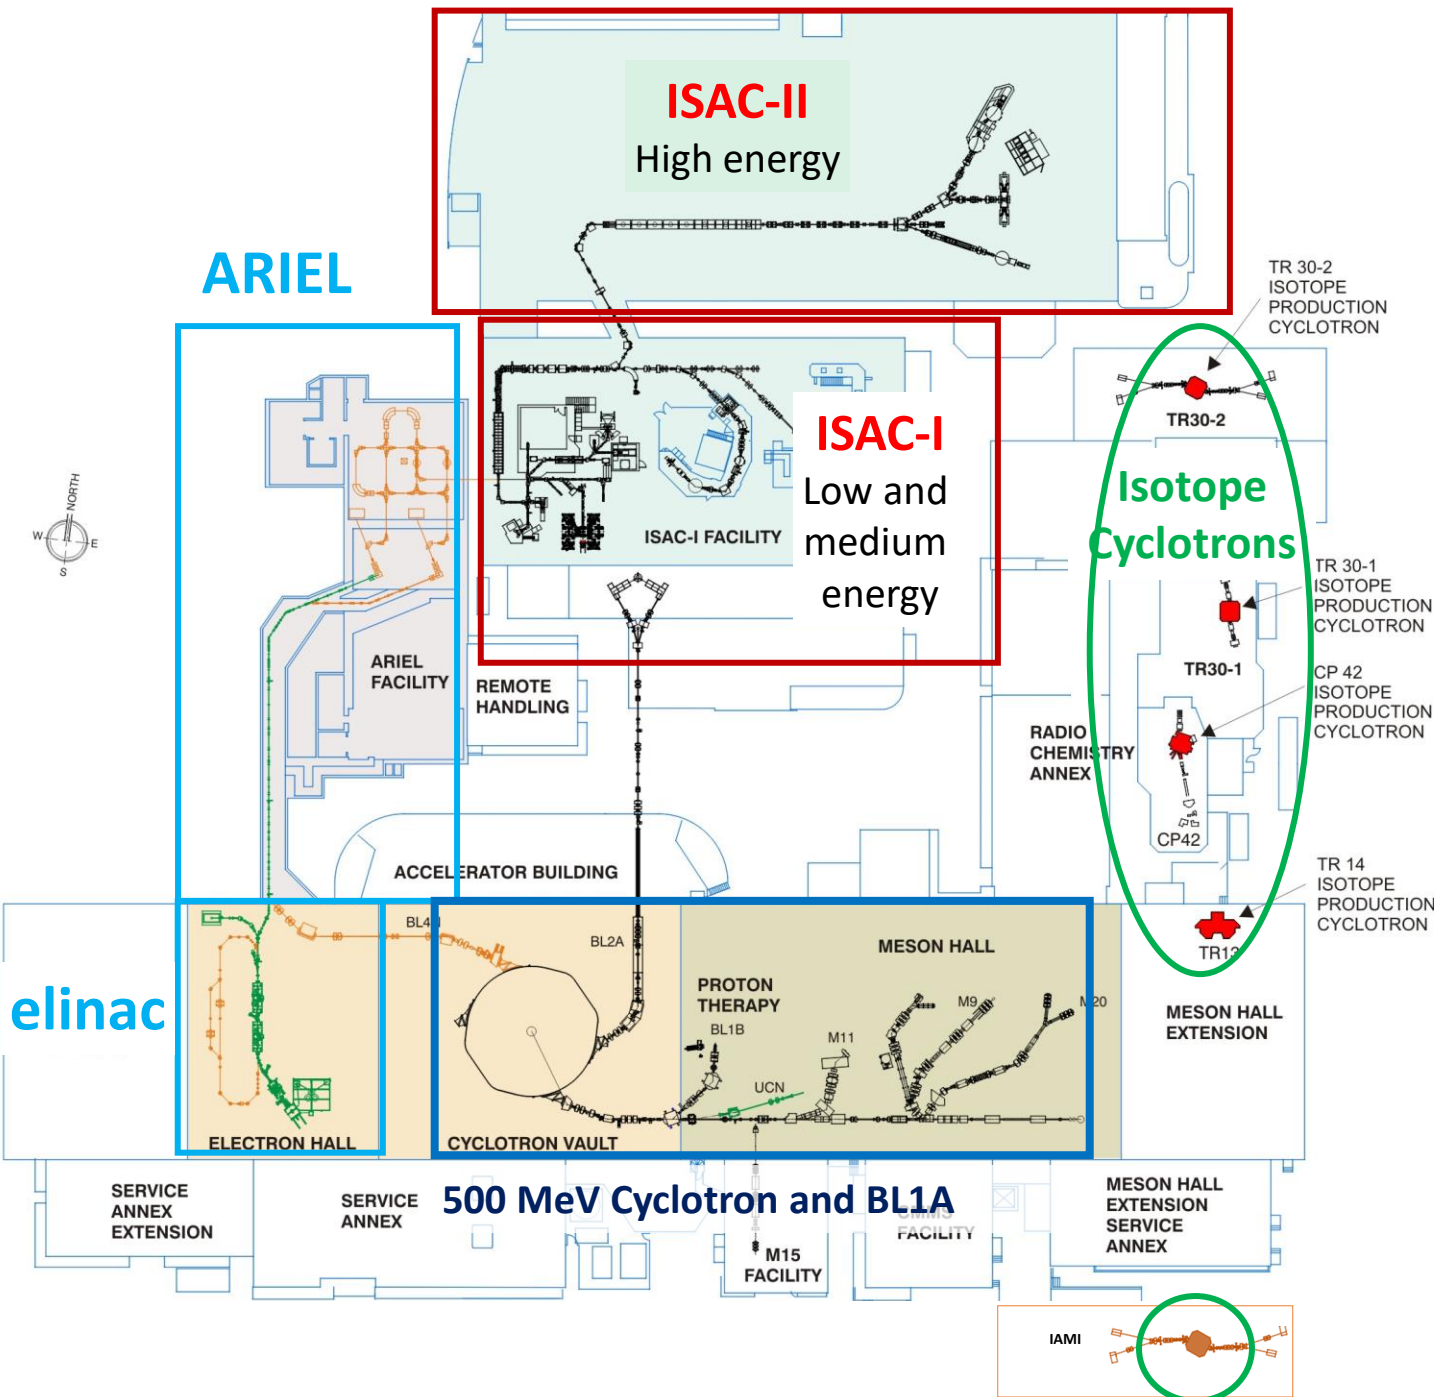 ISAC-II
High energy
ARIEL
TR 30-2
ISOTOPE
PRODUCTION
CYCLOTRON
TR30-2
ISAC-I
Low and
medium
energy
ISAC-I FACILITY
Isotope
Cyclotrons
NORTH
W
E
S
TR 30-1
ISOTOPE
PRODUCTION
CYCLOTRON
TR30-1
ARIEL
FACILITY
REMOTE
HANDLING
CP 42
ISOTOPE
PRODUCTION
CYCLOTRON
RADIO
CHEMISTRY
ANNEX
CP42
ACCELERATOR BUILDING
TR 14
ISOTOPE
PRODUCTION
CYCLOTRON
TR13
BL4N
BL2A
MESON HALL
elinac
PROTON
THERAPY
BL1B
M9
M20
M11
UCN
MESON HALL
EXTENSION
ELECTRON HALL
CYCLOTRON VAULT
500 MeV Cyclotron and BL1A
SERVICE
ANNEX
EXTENSION
SERVICE
ANNEX
M15
FACILITY
CMMS
FACILITY
MESON HALL
EXTENSION
SERVICE
ANNEX
IAMI